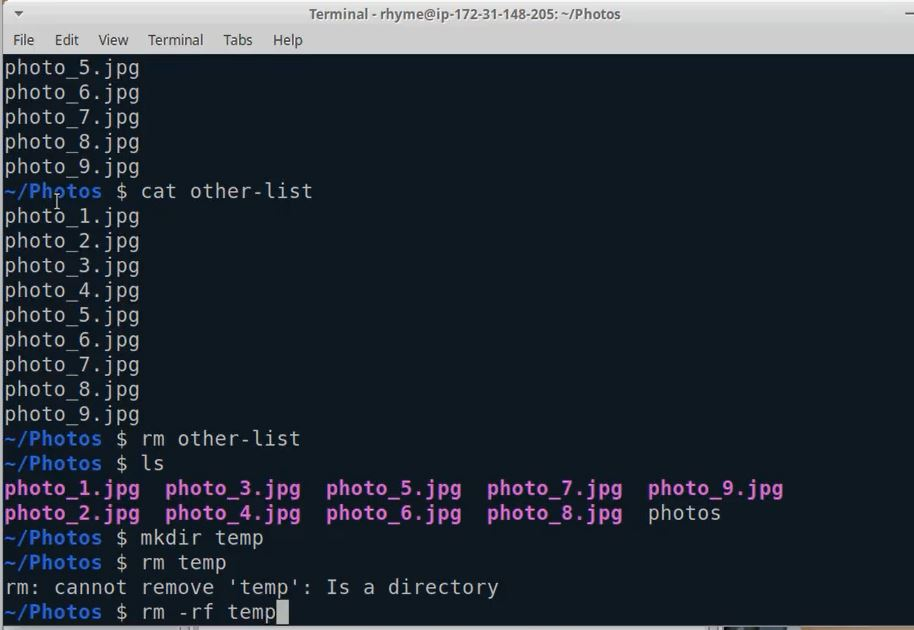 Terminal - rhyme@ip-172-31-148-205: ~/Photos
File Edit View Terminal Tabs Help
photo_5.jpg
photo_6.jpg
photo_7.jpg
photo_8.jpg
photo_9.jpg
~/Photos $ cat other-list
photo_1.jpg
photo_2.jpg
photo_3.jpg
photo_4.jpg
photo_5.jpg
photo_6.jpg
photo_7.jpg
photo_8.jpg
photo_9.jpg
~/Photos $ rm other-list
~/Photos $ ls
photo_1.jpg photo_3.jpg photo_5.jpg photo_7.jpg photo_9.jpg
photo_2.jpg photo_4.jpg photo_6.jpg photo_8.jpg photos
~/Photos $ mkdir temp
~/Photos $ rm temp
rm: cannot remove 'temp': Is a directory
~/Photos $ rm -rf temp